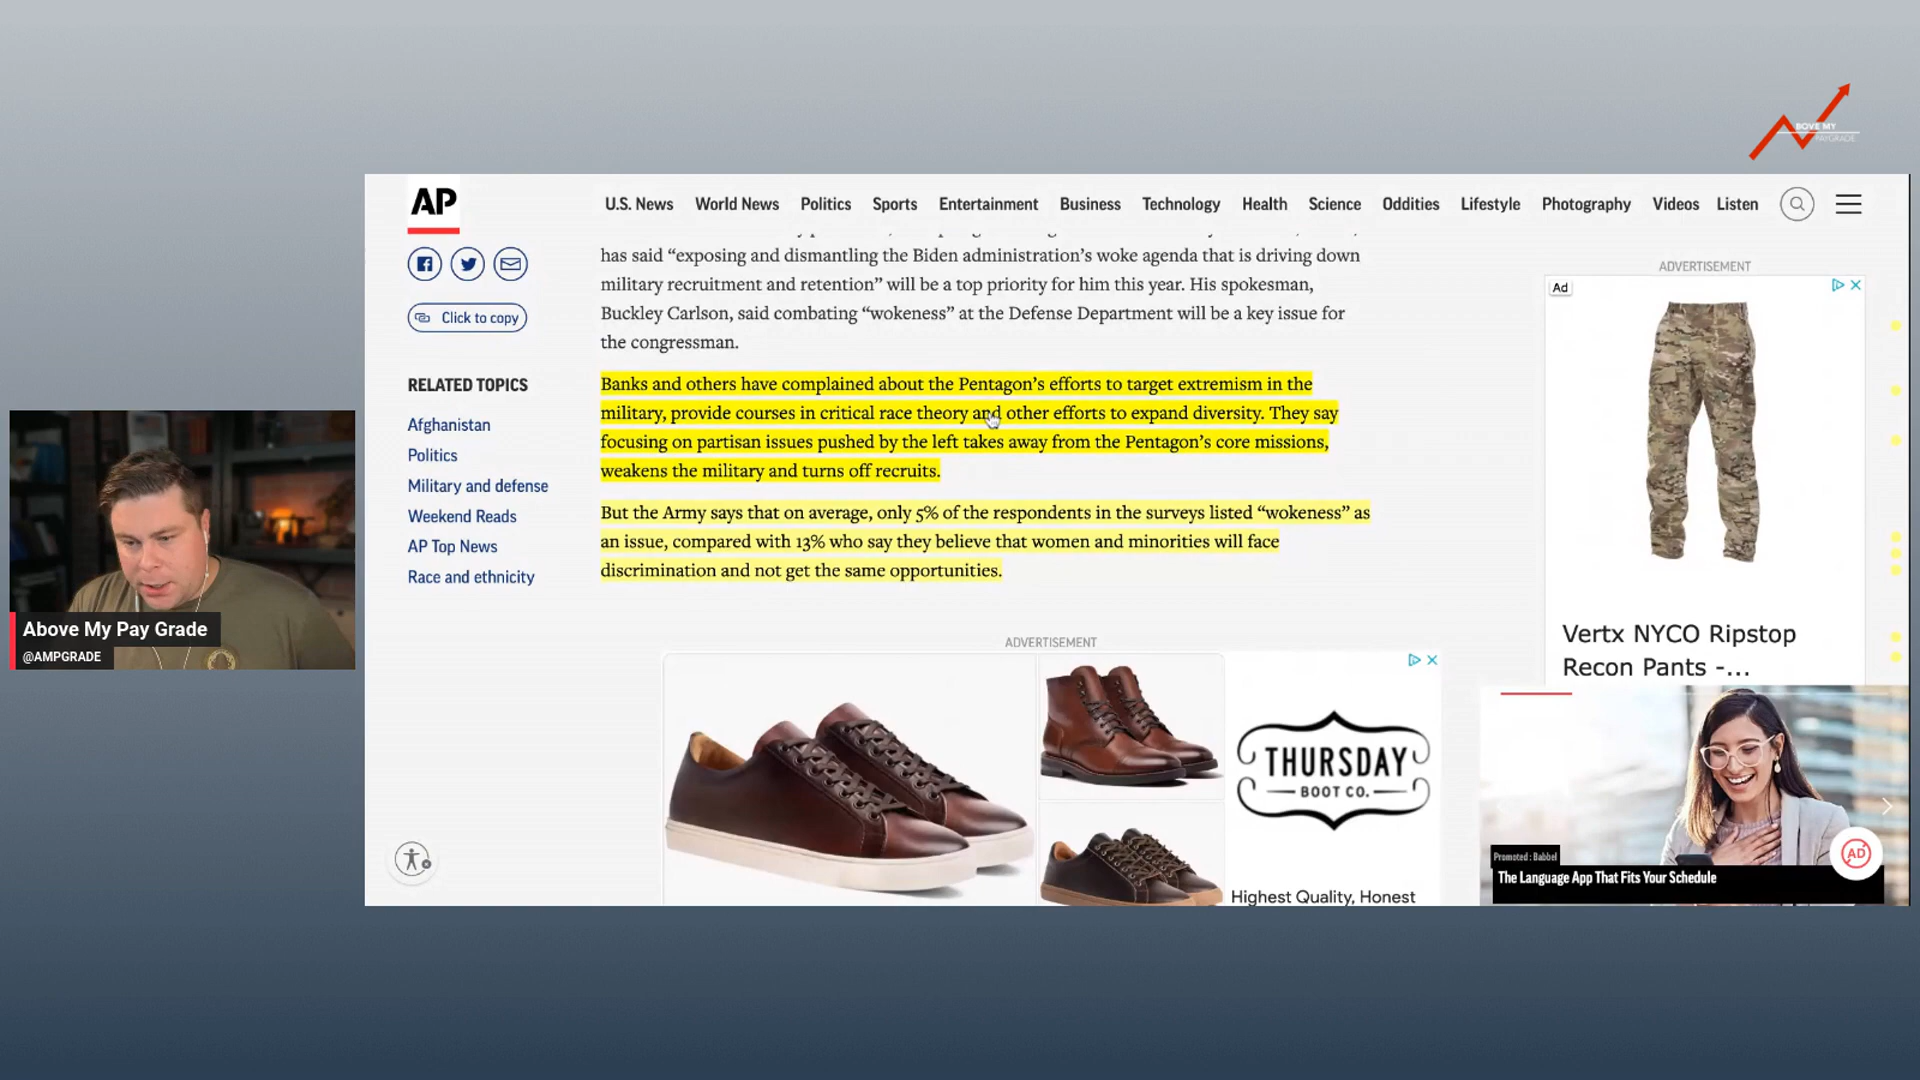 BOVE MY
PAYGRADE
AP
U.S. News World News Politics Sports Entertainment Business Technology Health Science Oddities Lifestyle Photography Videos Listen
has said “exposing and dismantling the Biden administration’s woke agenda that is driving down
military recruitment and retention” will be a top priority for him this year. His spokesman,
Buckley Carlson, said combating “wokeness” at the Defense Department will be a key issue for
the congressman.
Click to copy
RELATED TOPICS
Afghanistan
Politics
Military and defense
Weekend Reads
AP Top News
Race and ethnicity
Banks and others have complained about the Pentagon’s efforts to target extremism in the
military, provide courses in critical race theory and other efforts to expand diversity. They say
focusing on partisan issues pushed by the left takes away from the Pentagon’s core missions,
weakens the military and turns off recruits.
But the Army says that on average, only 5% of the respondents in the surveys listed “wokeness” as
an issue, compared with 13% who say they believe that women and minorities will face
discrimination and not get the same opportunities.
ADVERTISEMENT
Ad
Vertx NYCO Ripstop
Recon Pants -...
Above My Pay Grade
@AMPGRADE
ADVERTISEMENT
THURSDAY
BOOT CO.
Highest Quality, Honest
Promoted : Babbel
The Language App That Fits Your Schedule
AD